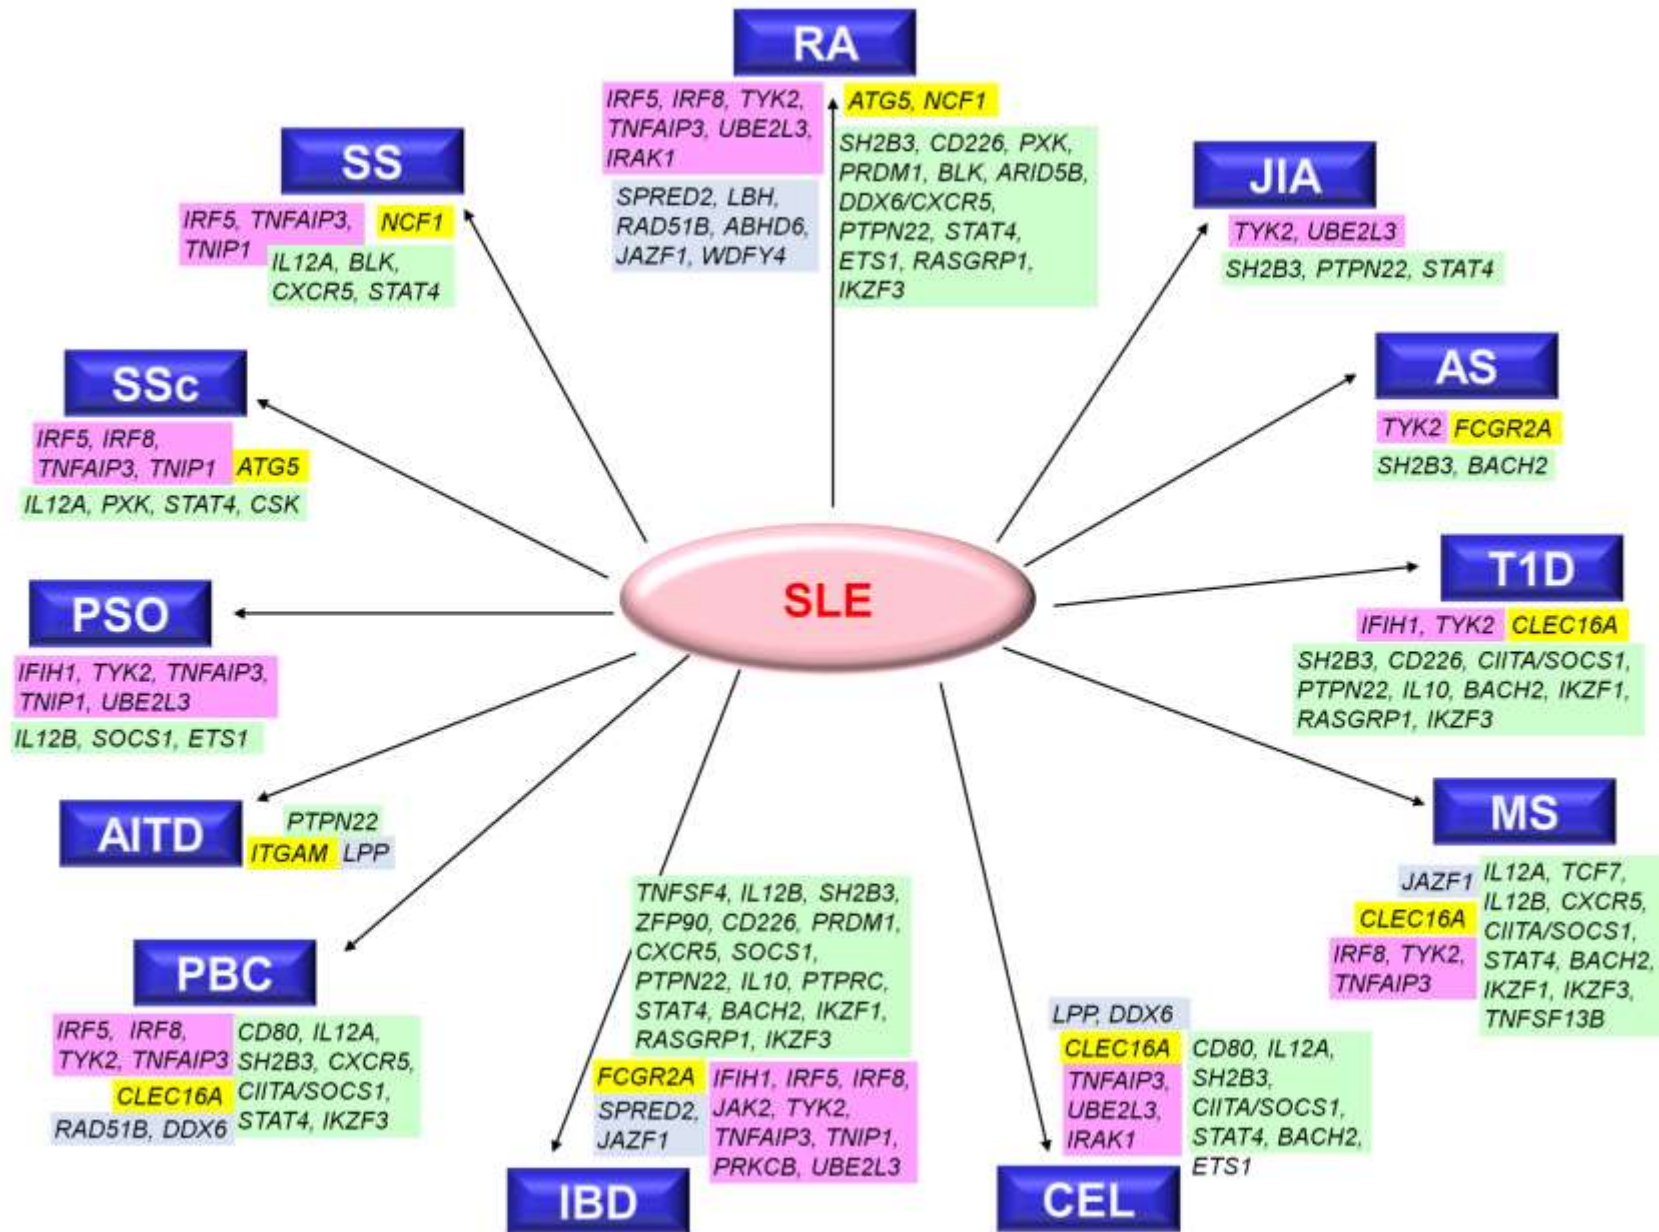 RA
IRF5, IRF8, TYK2,
TNFAIP3, UBE2L3,
IRAK1
ATG5, NCF1
SPRED2, LBH,
RAD51B, ABHD6,
JAZF1, WDFY4
SH2B3, CD226, PXK,
PRDM1, BLK, ARID5B,
DDX6/CXCR5,
PTPN22, STAT4,
ETS1, RASGRP1,
IKZF3
SS
IRF5, TNFAIP3,
TNIP1
NCF1
IL12A, BLK,
CXCR5, STAT4
JIA
TYK2, UBE2L3
SH2B3, PTPN22, STAT4
SSc
IRF5, IRF8,
TNFAIP3, TNIP1
ATG5
IL12A, PXK, STAT4, CSK
AS
TYK2
FCGR2A
SH2B3, BACH2
SLE
PSO
IFIH1, TYK2, TNFAIP3,
TNIP1, UBE2L3
IL12B, SOCS1, ETS1
T1D
IFIH1, TYK2
CLEC16A
SH2B3, CD226, CIITA/SOCS1,
PTPN22, IL10, BACH2, IKZF1,
RASGRP1, IKZF3
AITD
PTPN22
ITGAM
LPP
MS
JAZF1
CLEC16A
IRF8, TYK2,
TNFAIP3
IL12A, TCF7,
IL12B, CXCR5,
CIITA/SOCS1,
STAT4, BACH2,
IKZF1, IKZF3,
TNFSF13B
PBC
IRF5, IRF8,
TYK2, TNFAIP3
CLEC16A
RAD51B, DDX6
CD80, IL12A,
SH2B3, CXCR5,
CIITA/SOCS1,
STAT4, IKZF3
TNFSF4, IL12B, SH2B3,
ZFP90, CD226, PRDM1,
CXCR5, SOCS1,
PTPN22, IL10, PTPRC,
STAT4, BACH2, IKZF1,
RASGRP1, IKZF3
FCGR2A
SPRED2,
JAZF1
IFIH1, IRF5, IRF8,
JAK2, TYK2,
TNFAIP3, TNIP1,
PRKCB, UBE2L3
IBD
LPP, DDX6
CLEC16A
TNFAIP3,
UBE2L3,
IRAK1
CD80, IL12A,
SH2B3,
CIITA/SOCS1,
STAT4, BACH2,
ETS1
CEL